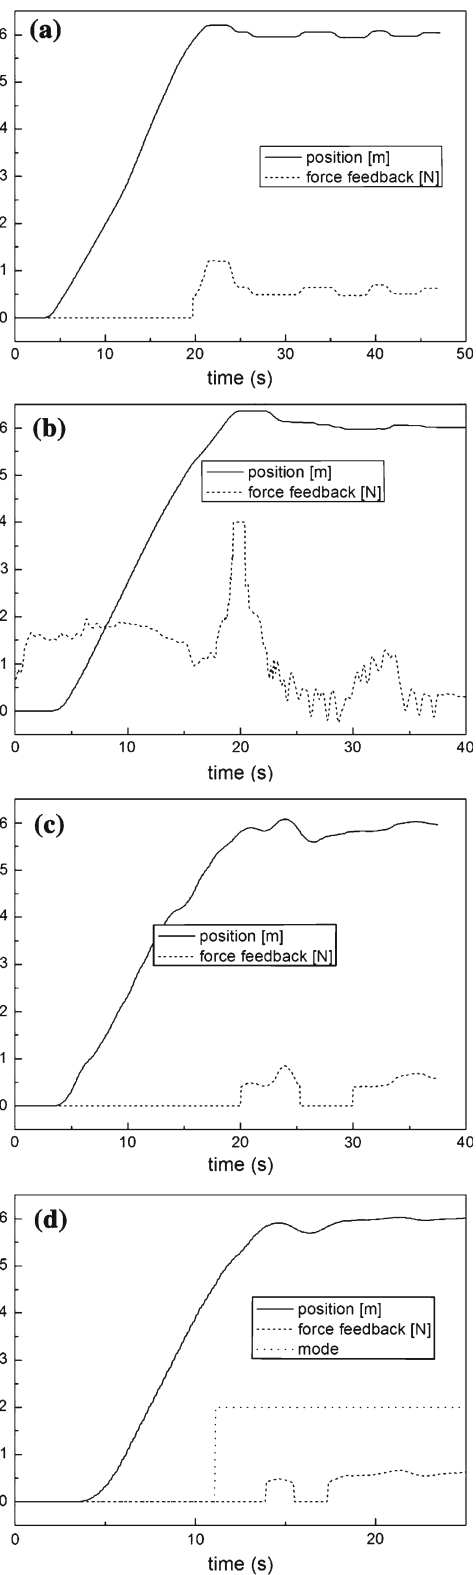 (a)
6
5
4
3
2
1
0
position [m]
force feedback [N]
0 10 20 30 40 50
time (s)
(b)
6
5
4
3
2
1
0
position [m]
force feedback [N]
0 10 20 30 40
time (s)
(c)
6
5
4
3
2
1
0
position [m]
force feedback [N]
0 10 20 30 40
time (s)
(d)
6
5
4
3
2
1
0
position [m]
force feedback [N]
mode
0 10 20
time (s)